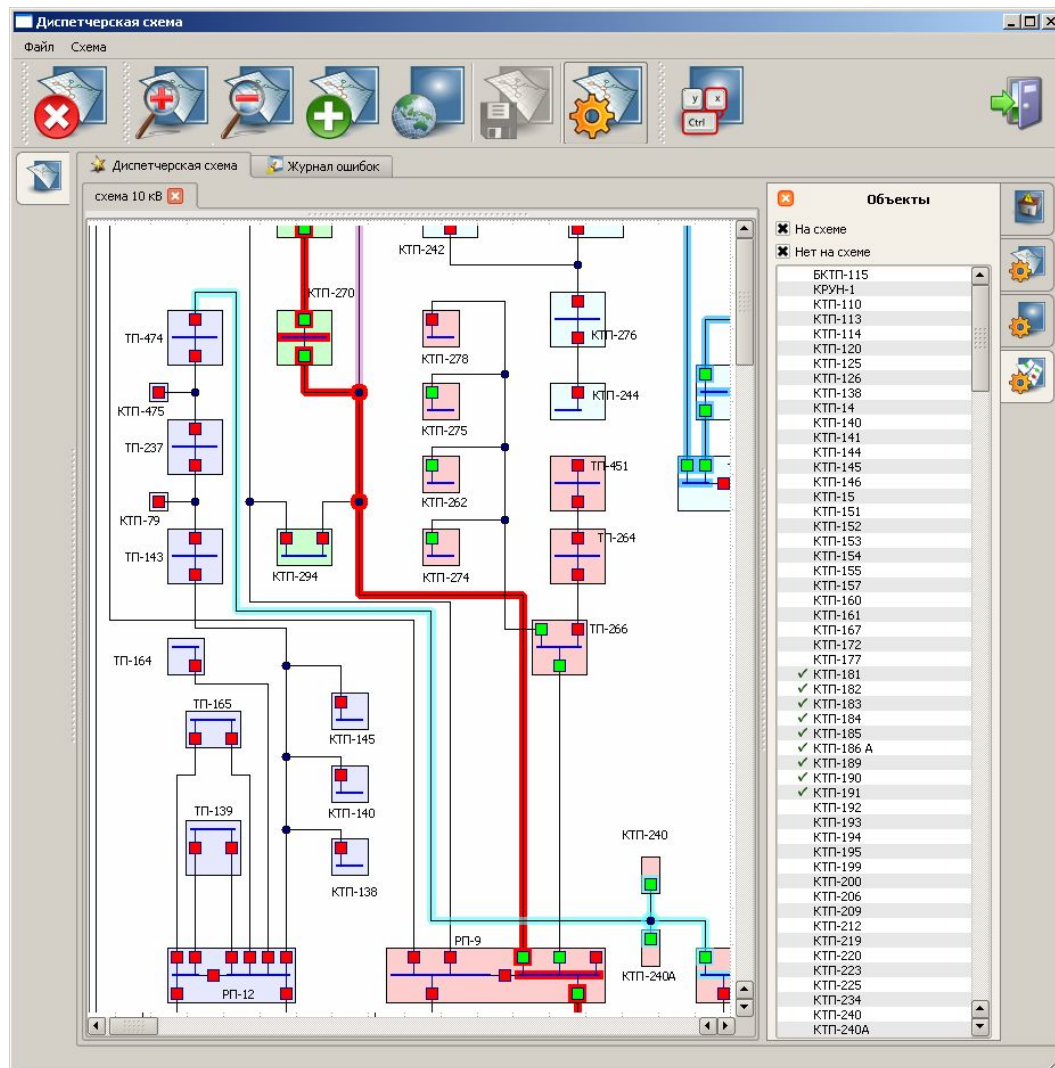 Диспетчерская схема
Файл Схема
y x
Ctrl
Диспетчерская схема
Журнал ошибок
схема 10 кВ
КТП-242
КТП-270
ТП-474
КТП-278
КТП-276
КТП-475
КТП-275
КТП-244
ТП-237
ТП-451
КТП-79
КТП-262
ТП-143
ТП-264
КТП-294
КТП-274
ТП-266
ТП-164
ТП-165
КТП-145
ТП-139
КТП-140
КТП-240
КТП-138
РП-9
КТП-240А
РП-12
Объекты
На схеме
Нет на схеме
БКТП-115
КРУН-1
КТП-110
КТП-113
КТП-114
КТП-120
КТП-125
КТП-126
КТП-138
КТП-14
КТП-140
КТП-141
КТП-144
КТП-145
КТП-146
КТП-15
КТП-151
КТП-152
КТП-153
КТП-154
КТП-155
КТП-157
КТП-160
КТП-161
КТП-167
КТП-172
КТП-177
КТП-181
КТП-182
КТП-183
КТП-184
КТП-185
КТП-186 А
КТП-189
КТП-190
КТП-191
КТП-192
КТП-193
КТП-194
КТП-195
КТП-199
КТП-200
КТП-206
КТП-209
КТП-212
КТП-219
КТП-220
КТП-223
КТП-225
КТП-234
КТП-240
КТП-240А